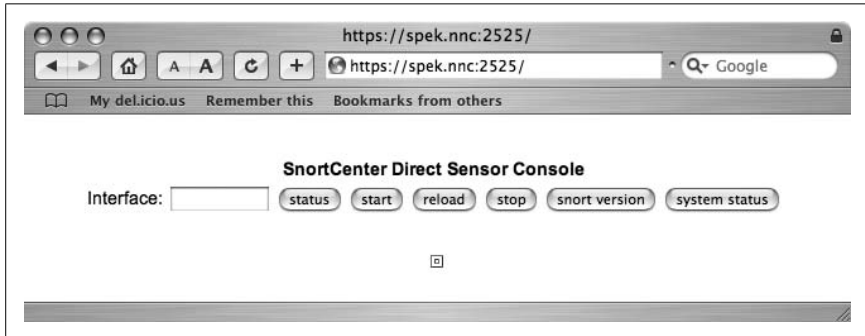 https://spek.nnc:2525/
A A https://spek.nnc:2525/ Google
My del.icio.us Remember this Bookmarks from others
SnortCenter Direct Sensor Console
Interface: status start reload stop snort version system status